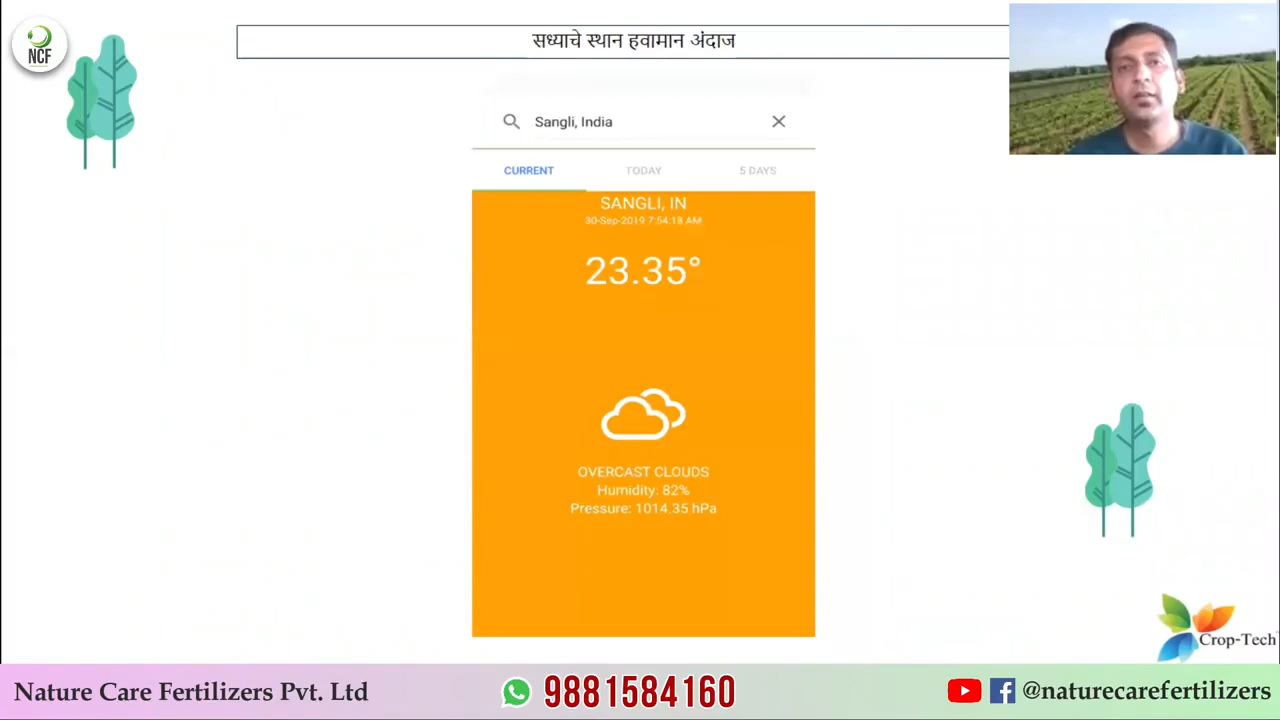 NCF
सध्याचे स्थान हवामान अंदाज
Sangli, India
CURRENT
TODAY
5 DAYS
SANGLI, IN
30-Sep-2019 7:54:18 AM
23.35°
OVERCAST CLOUDS
Humidity: 82%
Pressure: 1014.35 hPa
Crop-Tech
Nature Care Fertilizers Pvt. Ltd
9881584160
@naturecarefertilizers